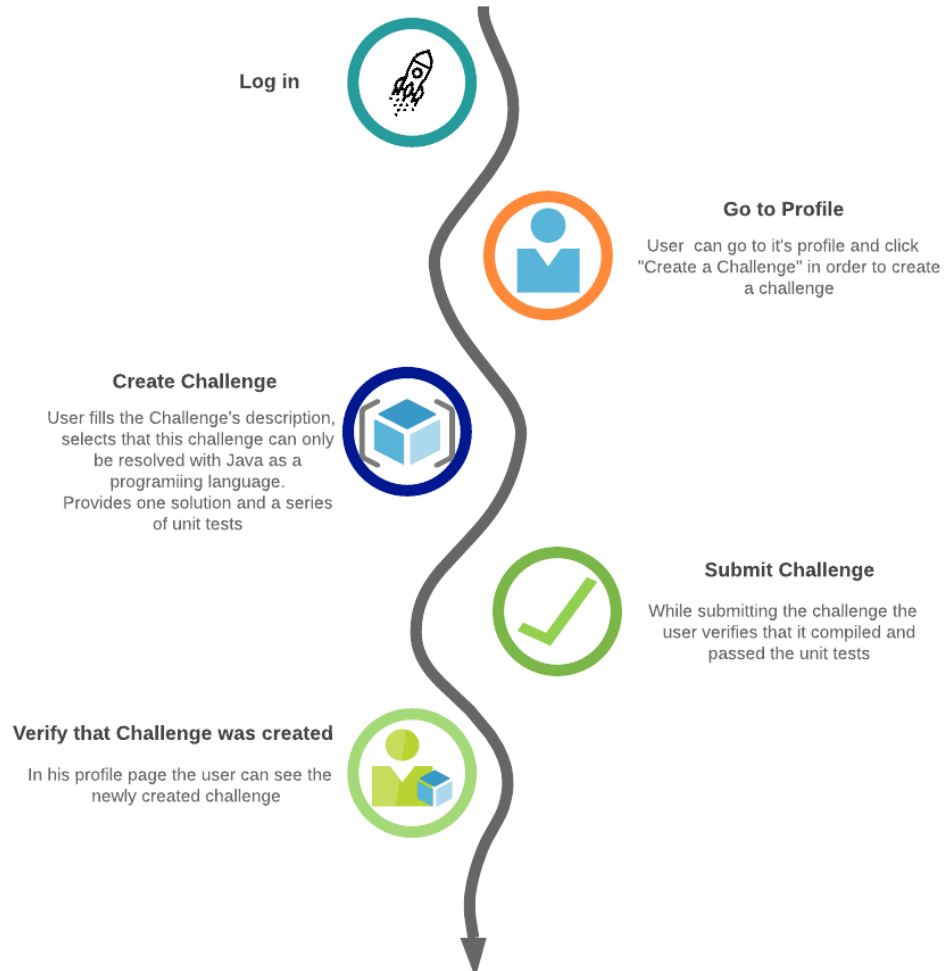 Log in
Go to Profile
User can go to it's profile and click
"Create a Challenge" in order to create
a challenge
Create Challenge
User fills the Challenge's description,
selects that this challenge can only
be resolved with Java as a
programiing language.
Provides one solution and a series
of unit tests
Submit Challenge
While submitting the challenge the
user verifies that it compiled and
passed the unit tests
Verify that Challenge was created
In his profile page the user can see the
newly created challenge